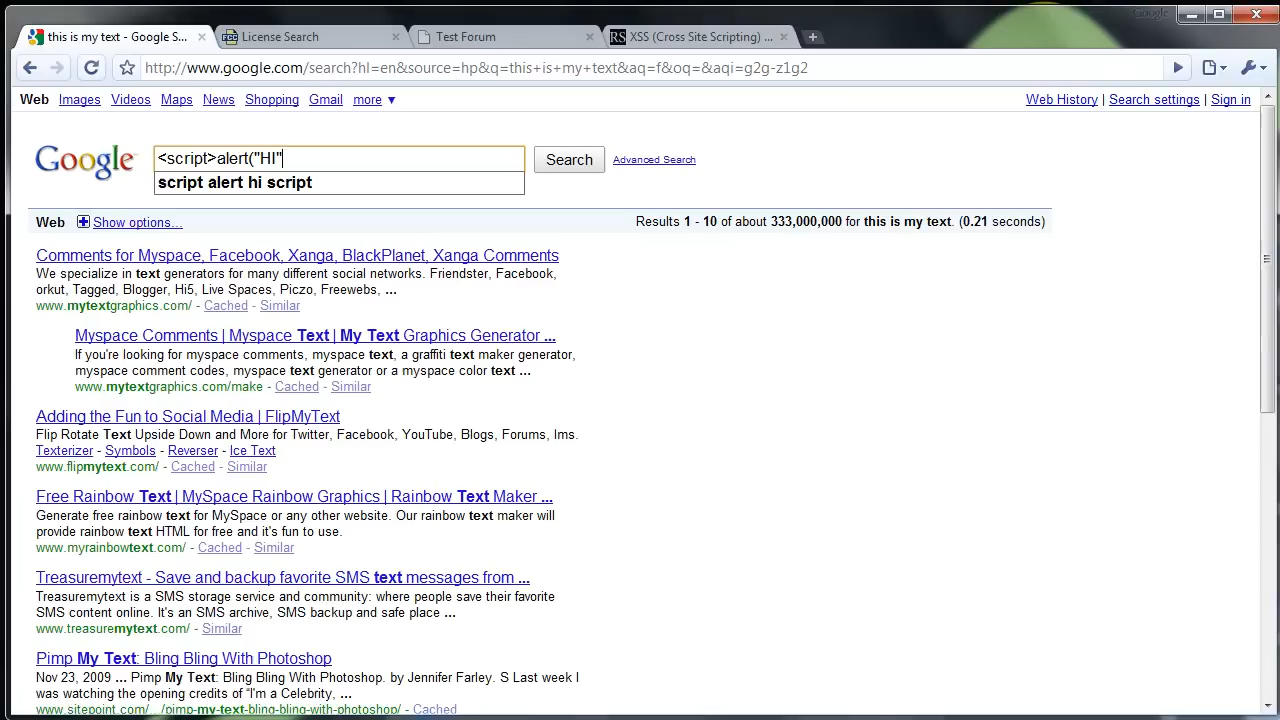 Google
this is my text - Google S...
License Search
Test Forum
RS XSS (Cross Site Scripting) ...
http://www.google.com/search?hl=en&source=hp&q=this+is+my+text&aq=f&oq=&aqi=g2g-z1g2
Web Images Videos Maps News Shopping Gmail more ▼
Web History | Search settings | Sign in
Google
<script>alert("HI"
Search
Advanced Search
script alert hi script
Web
Show options...
Results 1 - 10 of about 333,000,000 for this is my text. (0.21 seconds)
Comments for Myspace, Facebook, Xanga, BlackPlanet, Xanga Comments
We specialize in text generators for many different social networks. Friendster, Facebook,
orkut, Tagged, Blogger, Hi5, Live Spaces, Piczo, Freewebs, ...
www.mytextgraphics.com/ - Cached - Similar
Myspace Comments | Myspace Text | My Text Graphics Generator ...
If you're looking for myspace comments, myspace text, a graffiti text maker generator,
myspace comment codes, myspace text generator or a myspace color text ...
www.mytextgraphics.com/make - Cached - Similar
Adding the Fun to Social Media | FlipMyText
Flip Rotate Text Upside Down and More for Twitter, Facebook, YouTube, Blogs, Forums, Ims.
Texterizer - Symbols - Reverser - Ice Text
www.flipmytext.com/ - Cached - Similar
Free Rainbow Text | MySpace Rainbow Graphics | Rainbow Text Maker ...
Generate free rainbow text for MySpace or any other website. Our rainbow text maker will
provide rainbow text HTML for free and it's fun to use.
www.myrainbowtext.com/ - Cached - Similar
Treasuremytext - Save and backup favorite SMS text messages from ...
Treasuremytext is a SMS storage service and community: where people save their favorite
SMS content online. It's an SMS archive, SMS backup and safe place ...
www.treasuremytext.com/ - Similar
Pimp My Text: Bling Bling With Photoshop
Nov 23, 2009 ... Pimp My Text: Bling Bling With Photoshop. by Jennifer Farley. S Last week I
was watching the opening credits of “I'm a Celebrity, ...
www.sitepoint.com/.../pimp-my-text-bling-bling-with-photoshop/ - Cached